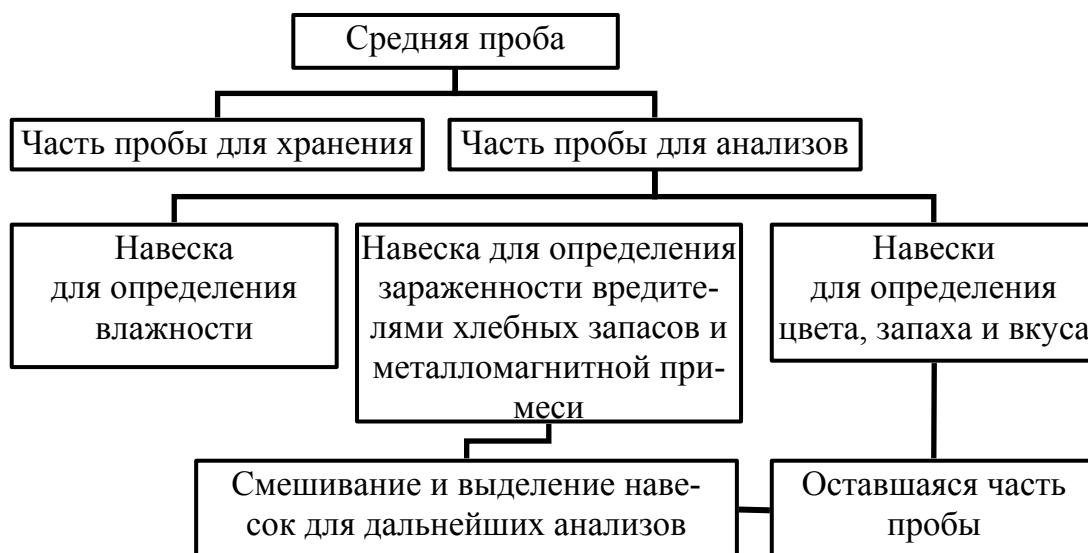 Средняя проба
Часть пробы для хранения
Часть пробы для анализов
Навеска
для определения
влажности
Навеска для определения
зараженности вредите-
лями хлебных запасов и
металломагнитной при-
меси
Навески
для определения
цвета, запаха и вкуса
Смешивание и выделение наве-
сок для дальнейших анализов
Оставшаяся часть
пробы